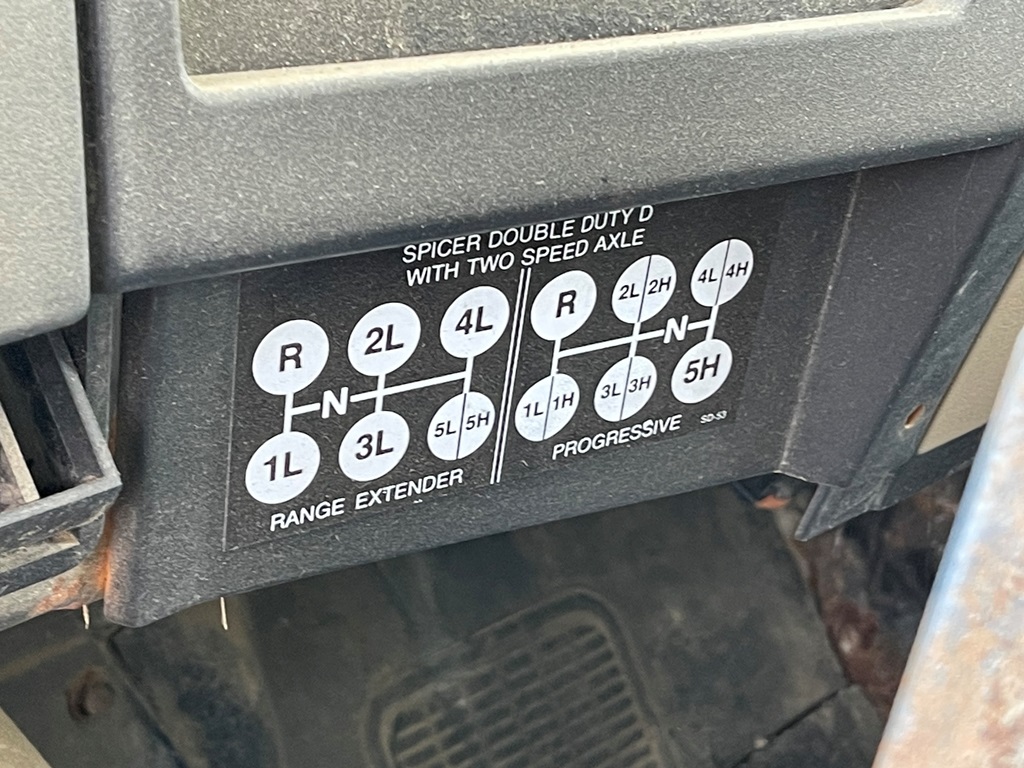 SPICER DOUBLE DUTY D
WITH TWO SPEED AXLE
R 2L 4L
N
1L 3L 5L 5H
RANGE EXTENDER
R 2L 2H 4L 4H
N
1L 1H 3L 3H 5H
PROGRESSIVE
SD-53